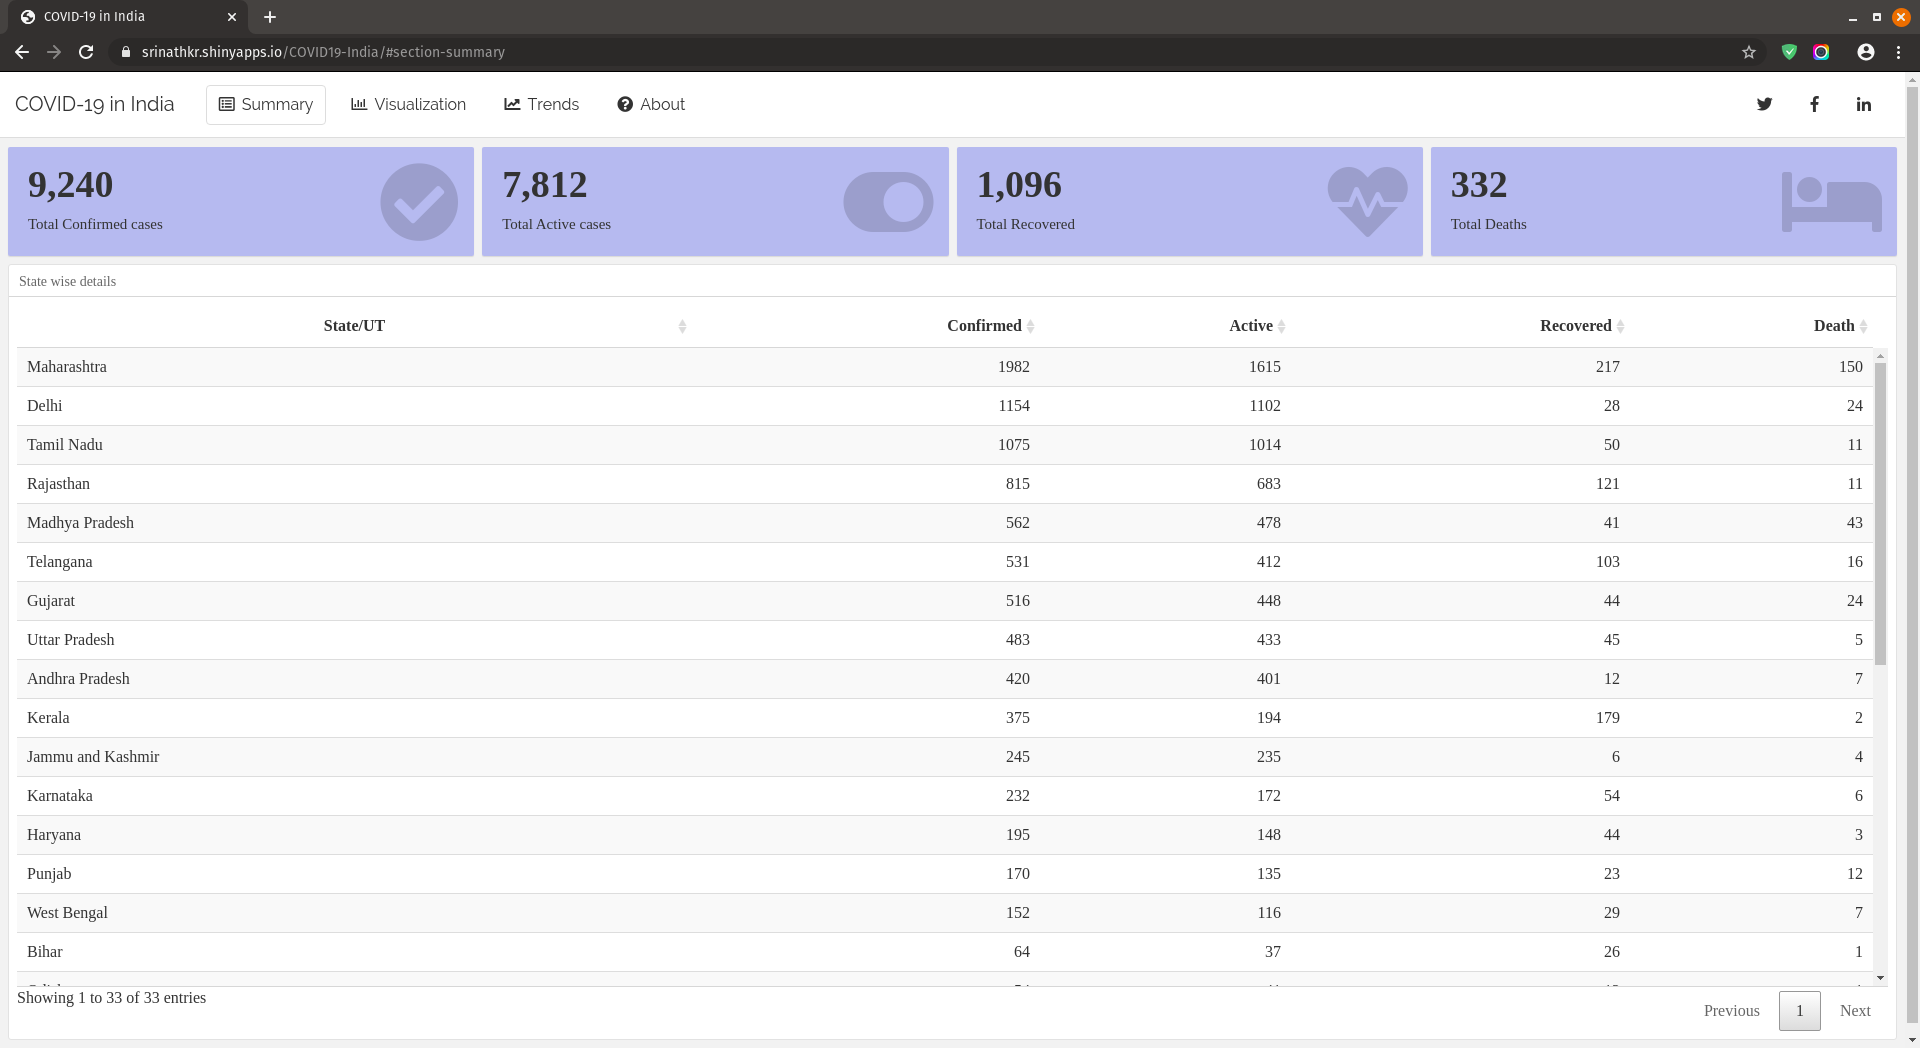 COVID-19 in India
srinathkr.shinyapps.io/COVID19-India/#section-summary
COVID-19 in India Summary Visualization Trends About
9,240
Total Confirmed cases
7,812
Total Active cases
1,096
Total Recovered
332
Total Deaths
State wise details
State/UT Confirmed Active Recovered Death
Maharashtra 1982 1615 217 150
Delhi 1154 1102 28 24
Tamil Nadu 1075 1014 50 11
Rajasthan 815 683 121 11
Madhya Pradesh 562 478 41 43
Telangana 531 412 103 16
Gujarat 516 448 44 24
Uttar Pradesh 483 433 45 5
Andhra Pradesh 420 401 12 7
Kerala 375 194 179 2
Jammu and Kashmir 245 235 6 4
Karnataka 232 172 54 6
Haryana 195 148 44 3
Punjab 170 135 23 12
West Bengal 152 116 29 7
Bihar 64 37 26 1
Showing 1 to 33 of 33 entries
Previous 1 Next